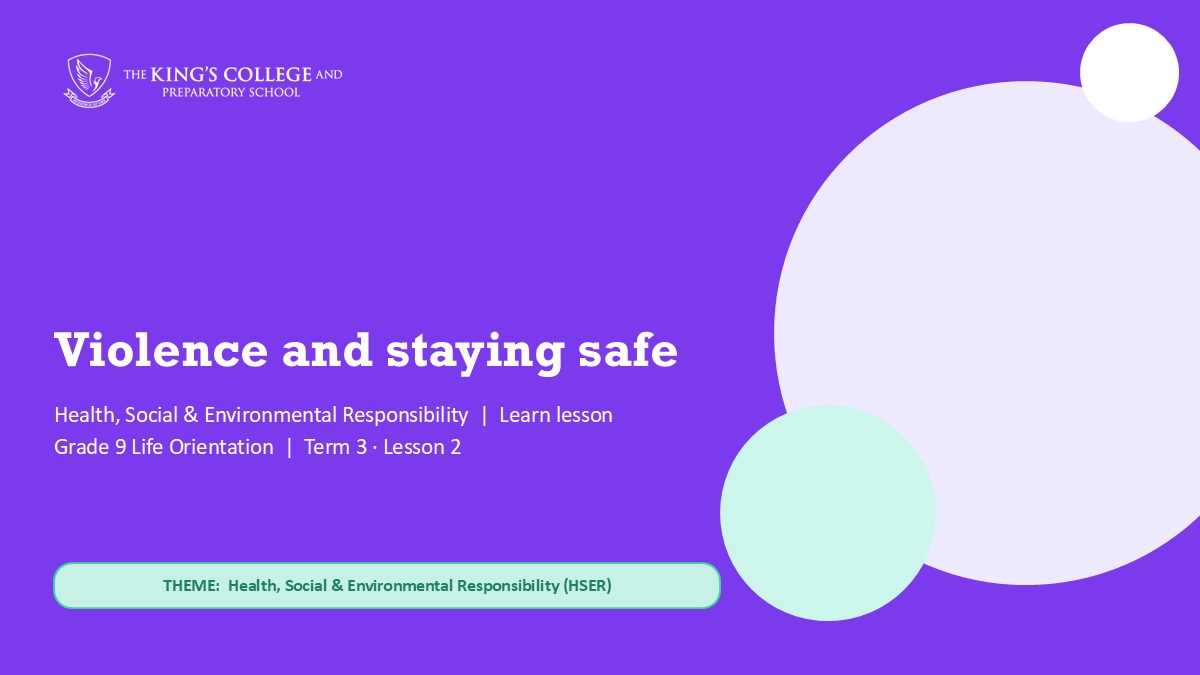 THE KING'S COLLEGE AND
PREPARATORY SCHOOL
Violence and staying safe
Health, Social & Environmental Responsibility | Learn lesson
Grade 9 Life Orientation | Term 3 · Lesson 2
THEME: Health, Social & Environmental Responsibility (HSER)